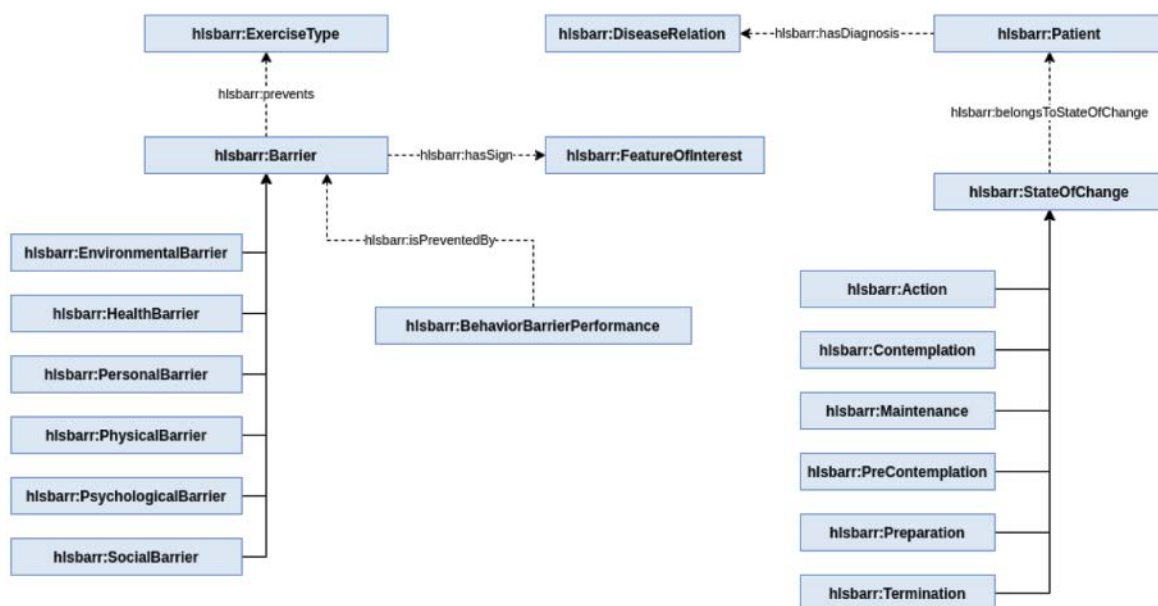 hlsbarr:ExerciseType
hlsbarr:DiseaseRelation
hlsbarr:hasDiagnosis
hlsbarr:Patient
hlsbarr:prevents
hlsbarr:belongsToStateOfChange
hlsbarr:Barrier
hlsbarr:hasSign
hlsbarr:FeatureOfInterest
hlsbarr:StateOfChange
hlsbarr:EnvironmentalBarrier
hlsbarr:isPreventedBy
hlsbarr:HealthBarrier
hlsbarr:BehaviorBarrierPerformance
hlsbarr:PersonalBarrier
hlsbarr:PhysicalBarrier
hlsbarr:PsychologicalBarrier
hlsbarr:SocialBarrier
hlsbarr:Action
hlsbarr:Contemplation
hlsbarr:Maintenance
hlsbarr:PreContemplation
hlsbarr:Preparation
hlsbarr:Termination